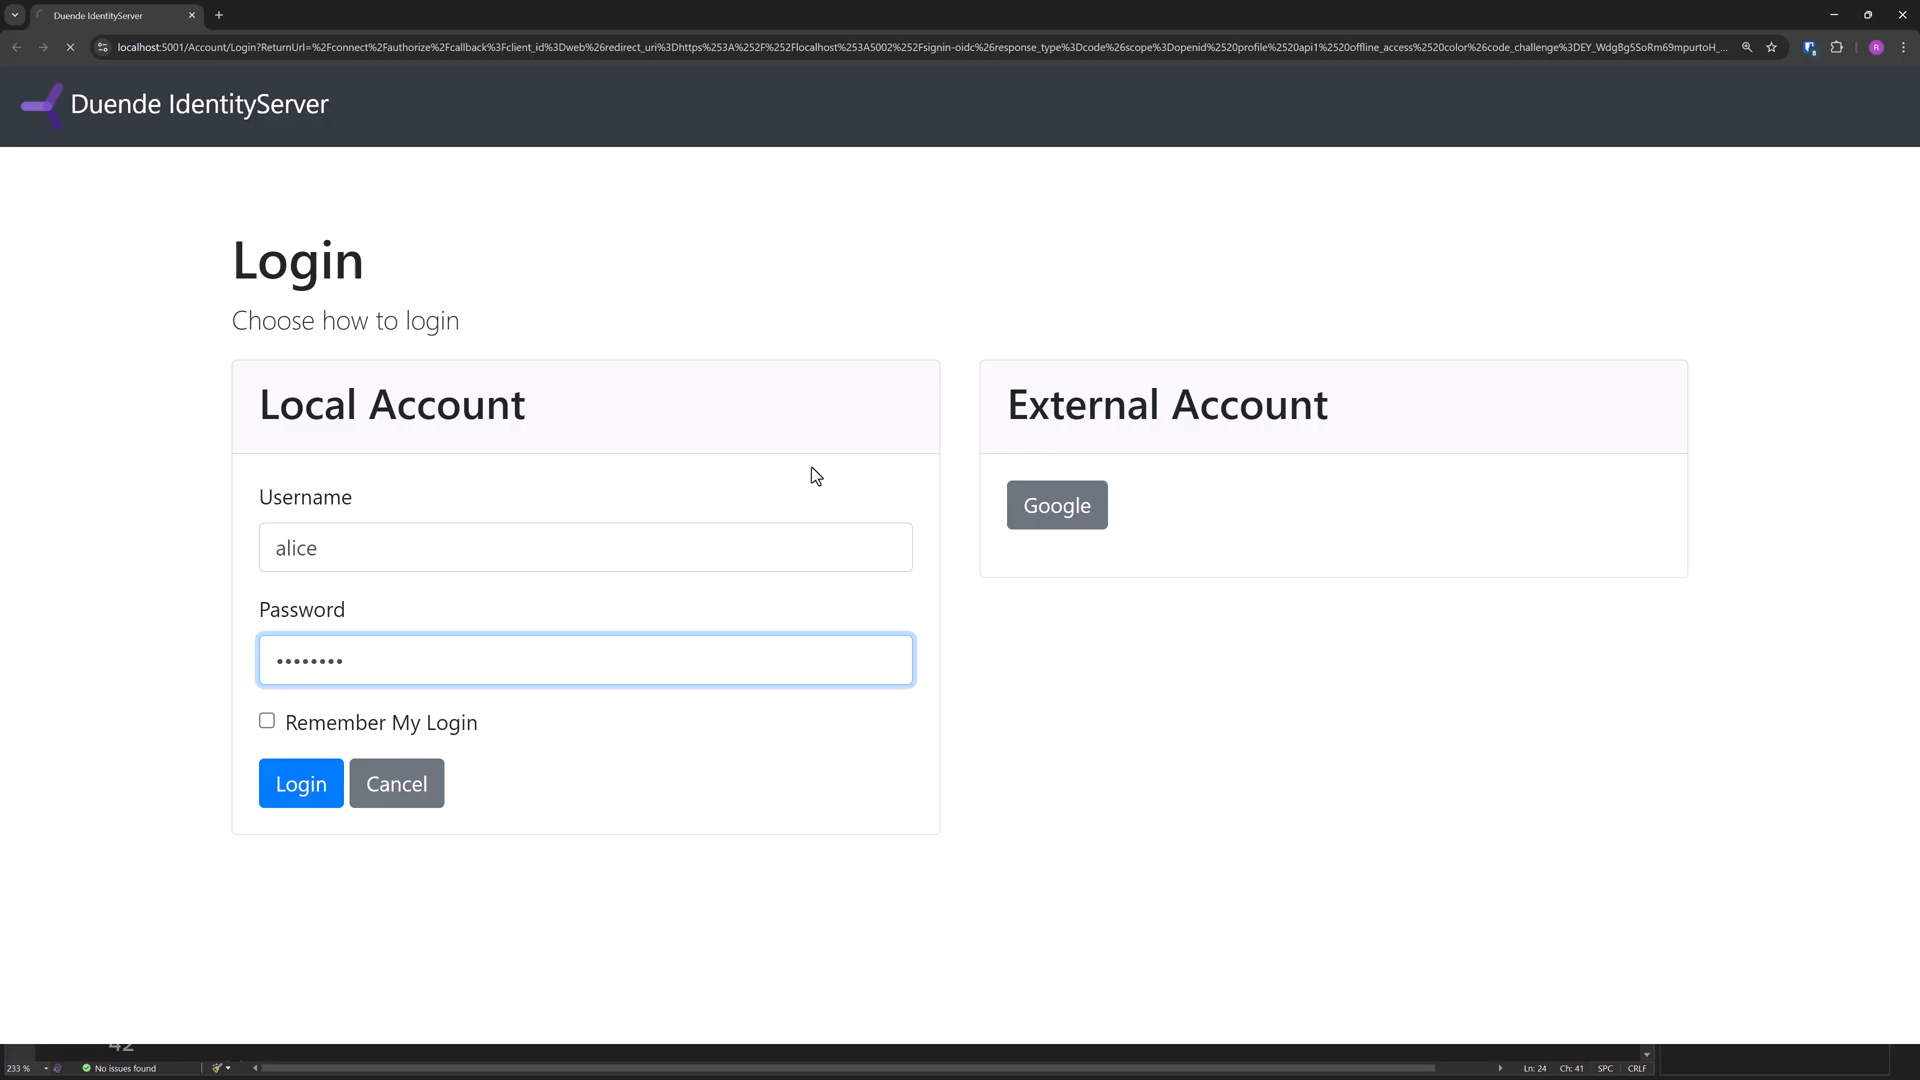 Duende IdentityServer
localhost:5001/Account/Login?ReturnUrl=%2Fconnect%2Fauthorize%2Fcallback%3Fclient_id%3Dweb%26redirect_uri%3Dhttps%253A%252F%252Flocalhost%253A5002%252Fsignin-oidc%26response_type%3Dcode%26scope%3Dopenid%2520profile%2520api1%2520offline_access%2520color%26code_challenge%3DEY_WdgBg5SoRm69mpurtoH_...
R
Duende IdentityServer
Login
Choose how to login
Local Account
External Account
Username
alice
Google
Password
Remember My Login
Login Cancel
42
233 % No issues found Ln: 24 Ch: 41 SPC CRLF